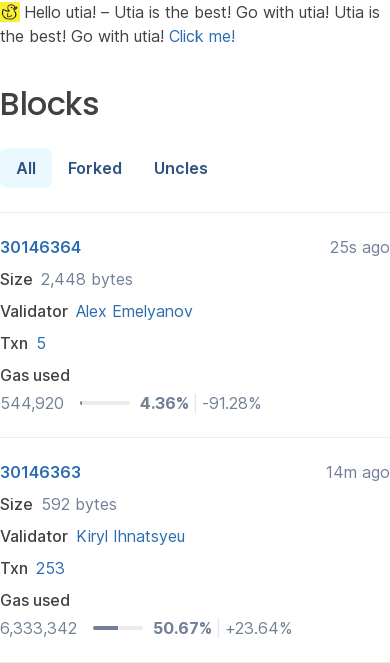 Hello utia! – Utia is the best! Go with utia! Utia is
the best! Go with utia! Click me!
Blocks
All Forked Uncles
30146364 25s ago
Size 2,448 bytes
Validator Alex Emelyanov
Txn 5
Gas used
544,920 4.36% -91.28%
30146363 14m ago
Size 592 bytes
Validator Kiryl Ihnatsyeu
Txn 253
Gas used
6,333,342 50.67% +23.64%